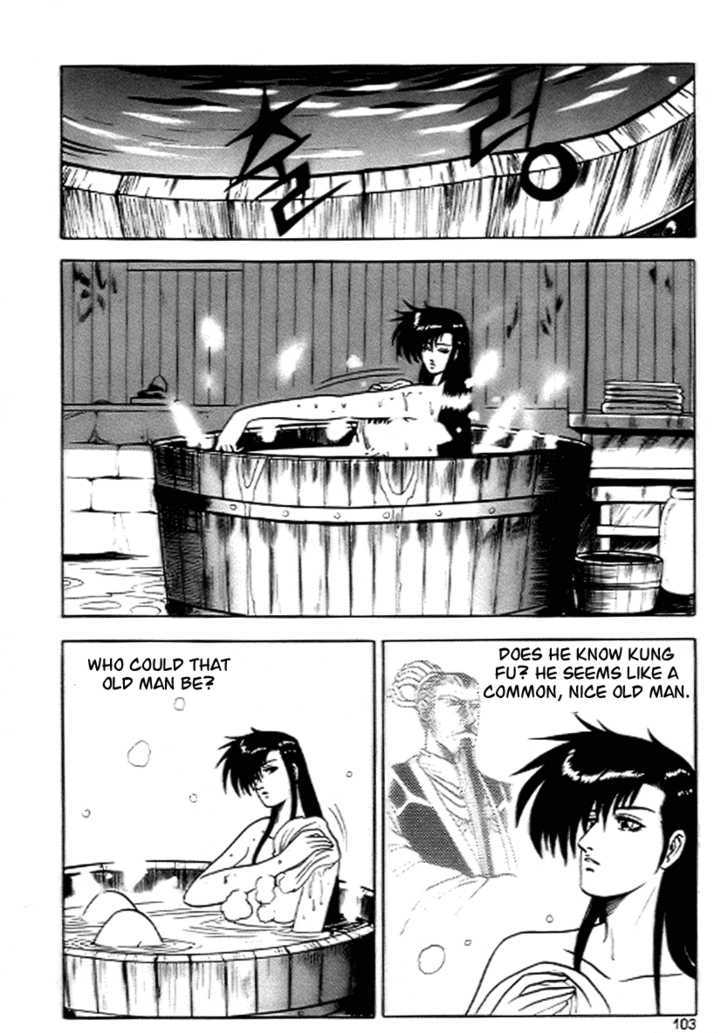 WHO COULD THAT
OLD MAN BE?
DOES HE KNOW KUNG
FU? HE SEEMS LIKE A
COMMON, NICE OLD MAN.
103